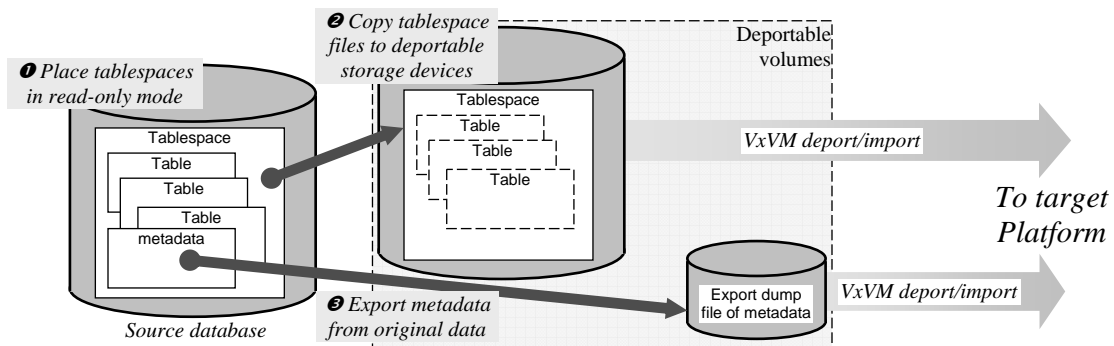 ❶ Place tablespaces
in read-only mode
❷ Copy tablespace
files to deportable
storage devices
Deportable
volumes
Tablespace
Table
Table
Table
metadata
Source database
Tablespace
Table
Table
Table
❸ Export metadata
from original data
Export dump
file of metadata
VxVM deport/import
VxVM deport/import
To target
Platform